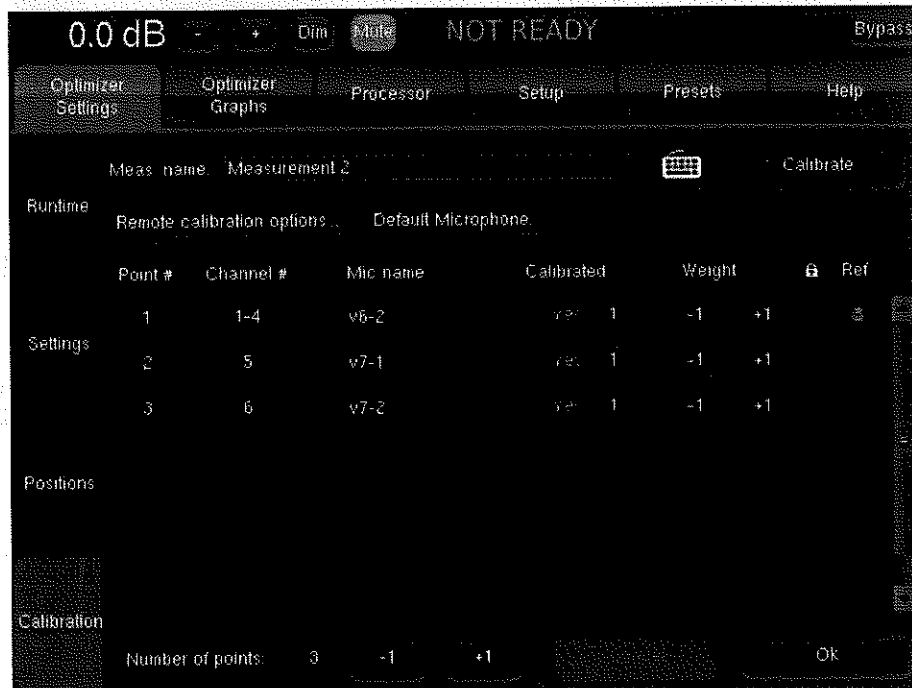 0.0 dB - + Dim Mute NOT READY Bypass
Optimizer Settings Optimizer Graphs Processor Setup Presets Help
Meas. name: Measurement 2 Calibrate
Runtime
Remote calibration options... Default Microphone.
Point # Channel # Mic name Calibrated Weight Ref
1 1-4 v6-2 Yes 1 -1 +1
Settings
2 5 v7-1 Yes 1 -1 +1
3 6 v7-2 Yes 1 -1 +1
Positions
Calibration
Number of points: 3 -1 +1 Ok